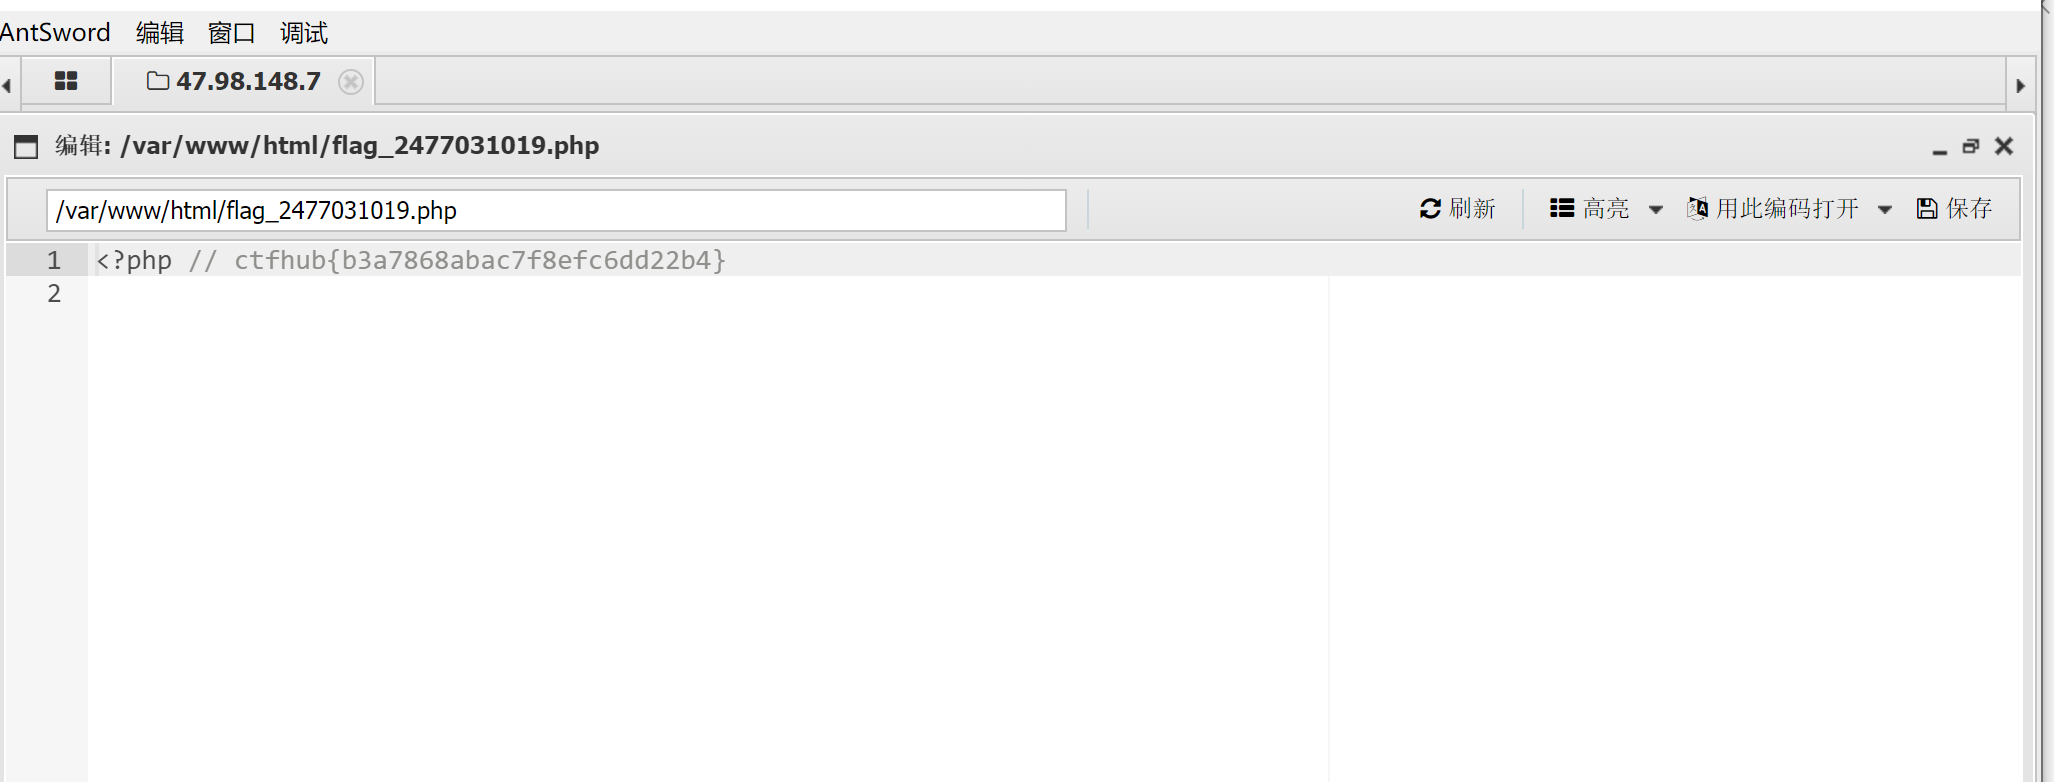 AntSword 编辑 窗口 调试
47.98.148.7
编辑: /var/www/html/flag_2477031019.php
/var/www/html/flag_2477031019.php 刷新 高亮 用此编码打开 保存
1 <?php // ctfhub{b3a7868abac7f8efc6dd22b4}
2